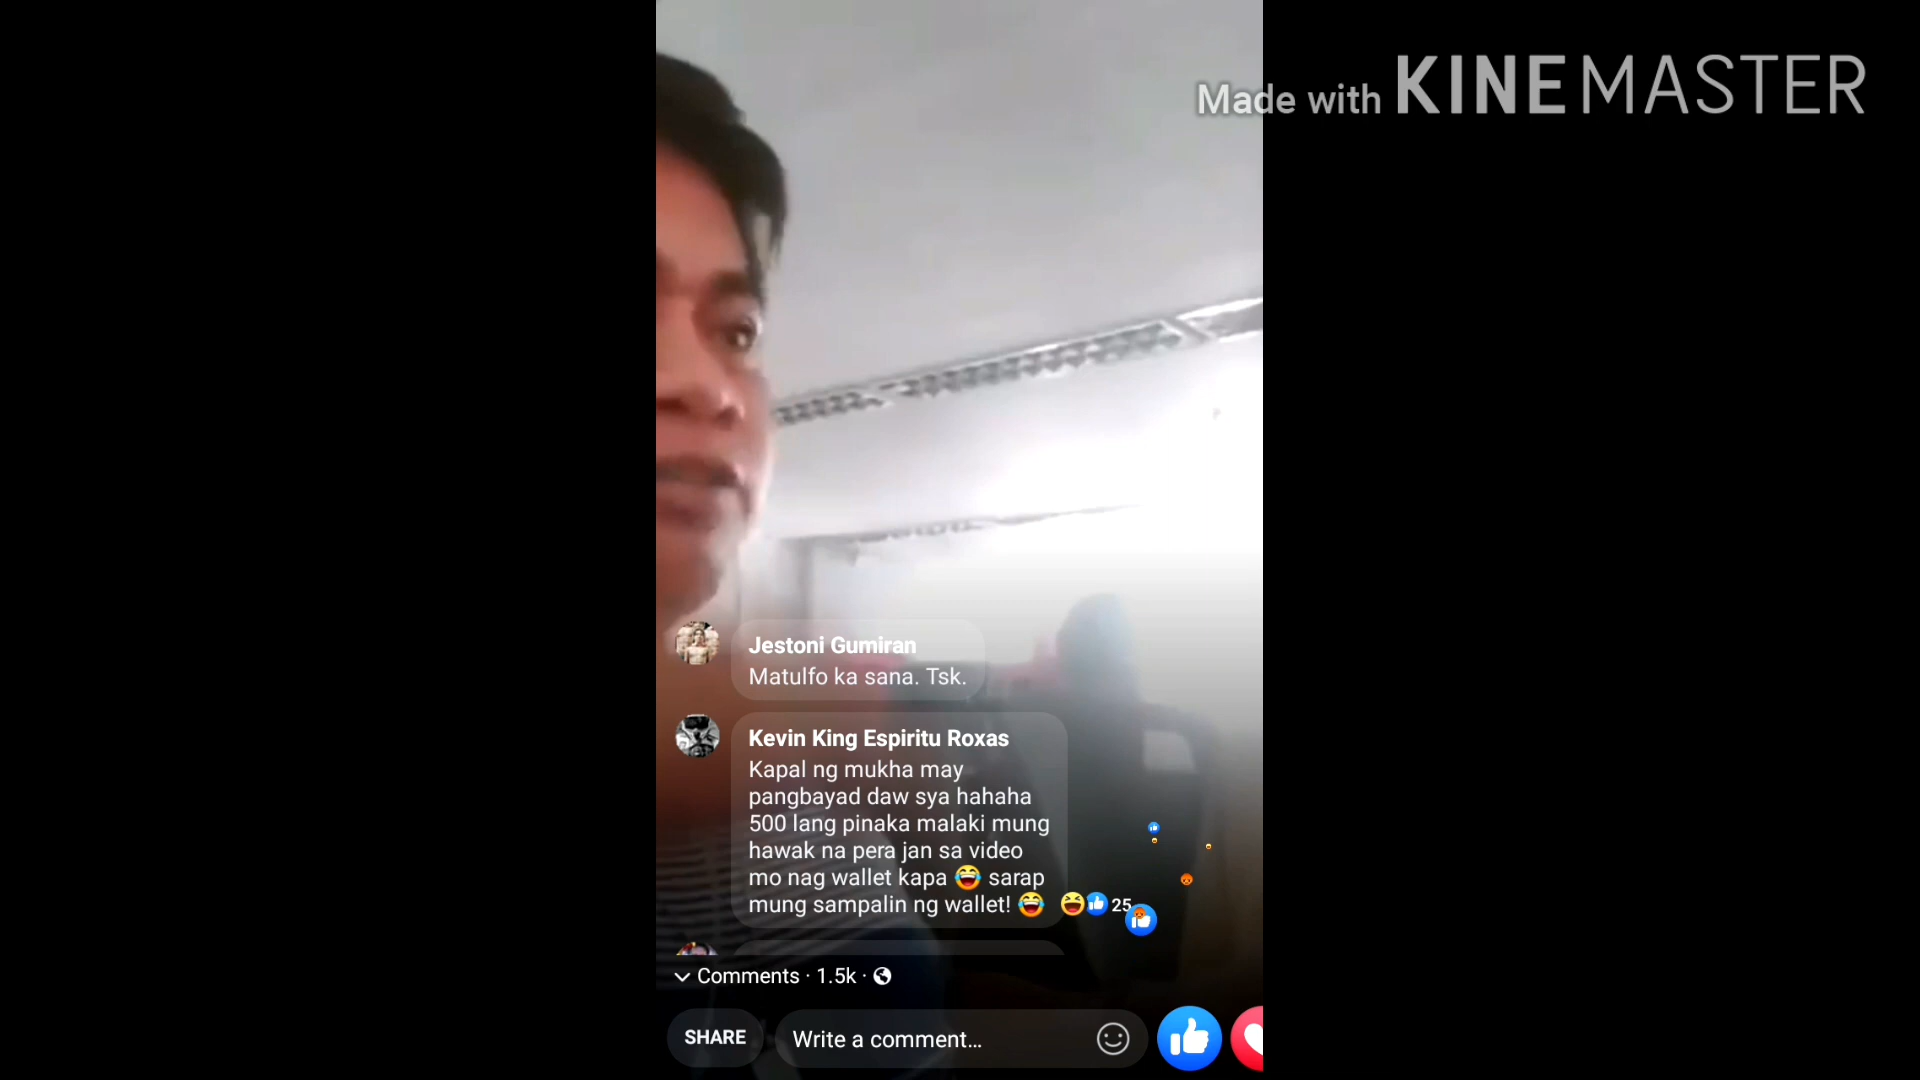 Made with KINEMASTER
Jestoni Gumiran
Matulfo ka sana. Tsk.
Kevin King Espiritu Roxas
Kapal ng mukha may
pangbayad daw sya hahaha
500 lang pinaka malaki mung
hawak na pera jan sa video
mo nag wallet kapa 😂 sarap
mung sampalin ng wallet! 😂 25
Comments · 1.5k ·
SHARE Write a comment...